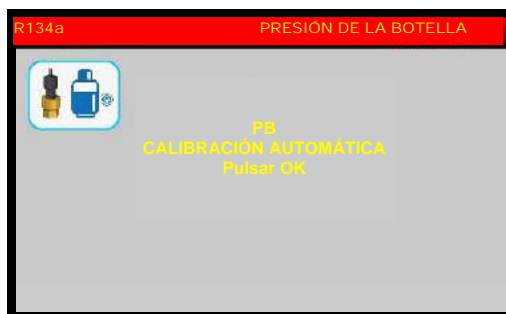 R134a PRESIÓN DE LA BOTELLA
PB
CALIBRACIÓN AUTOMÁTICA
Pulsar OK